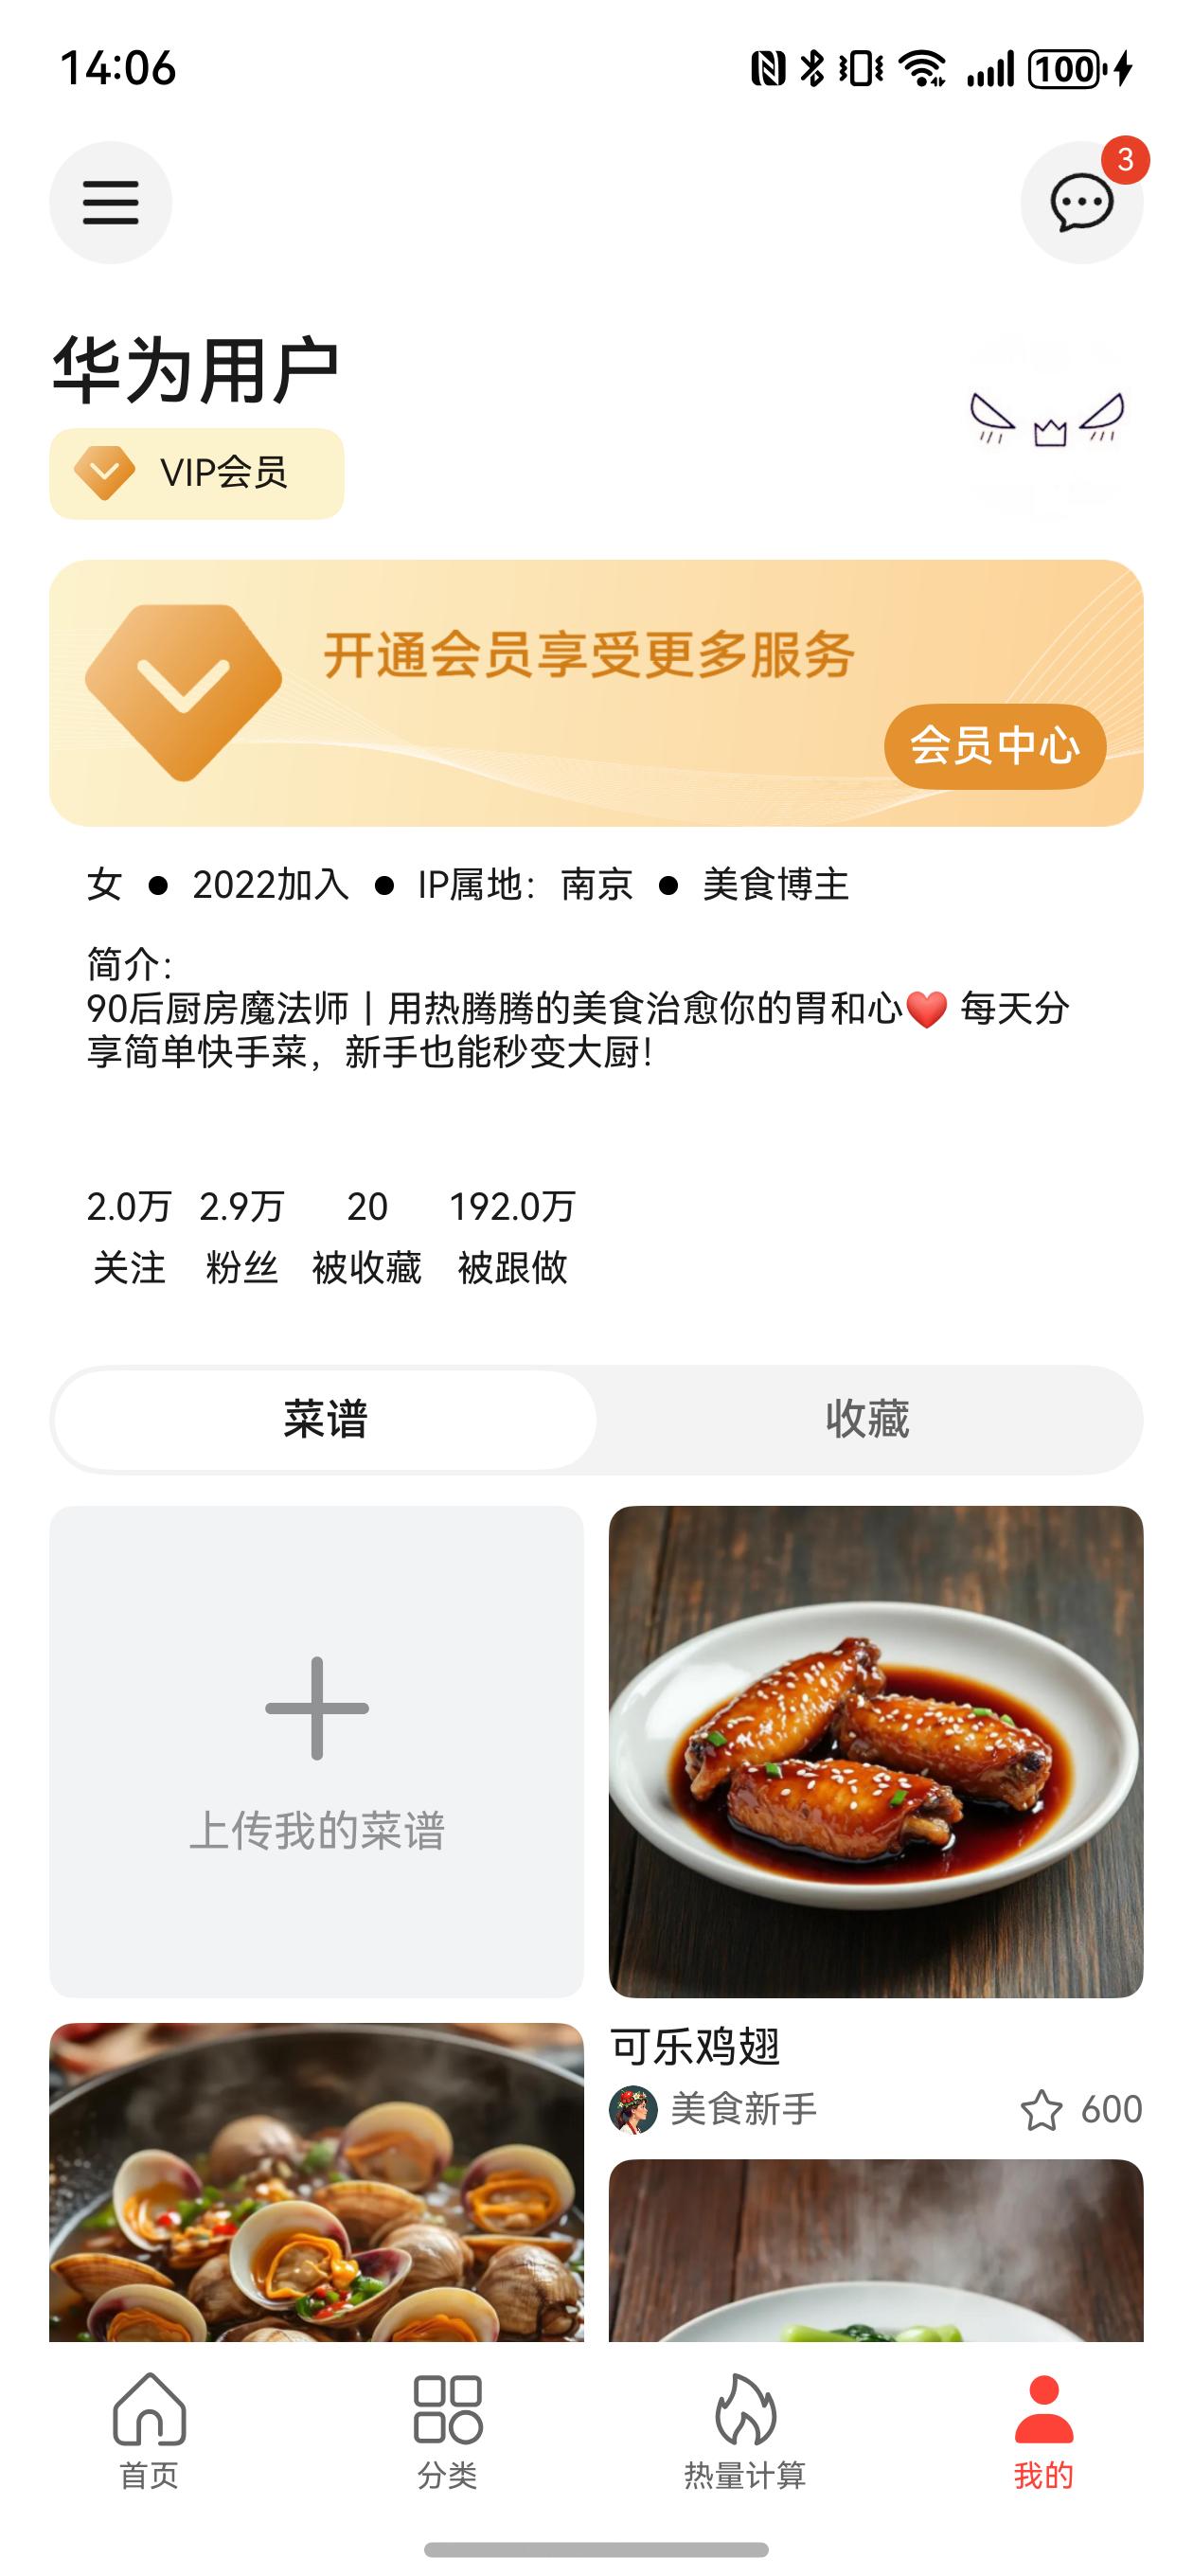 14:06
100
3
华为用户
VIP会员
开通会员享受更多服务
会员中心
女 ● 2022加入 ● IP属地：南京 ● 美食博主
简介：
90后厨房魔法师丨用热腾腾的美食治愈你的胃和心❤️ 每天分
享简单快手菜，新手也能秒变大厨！
2.0万 2.9万 20 192.0万
关注 粉丝 被收藏 被跟做
菜谱 收藏
上传我的菜谱
可乐鸡翅
美食新手 600
首页 分类 热量计算 我的